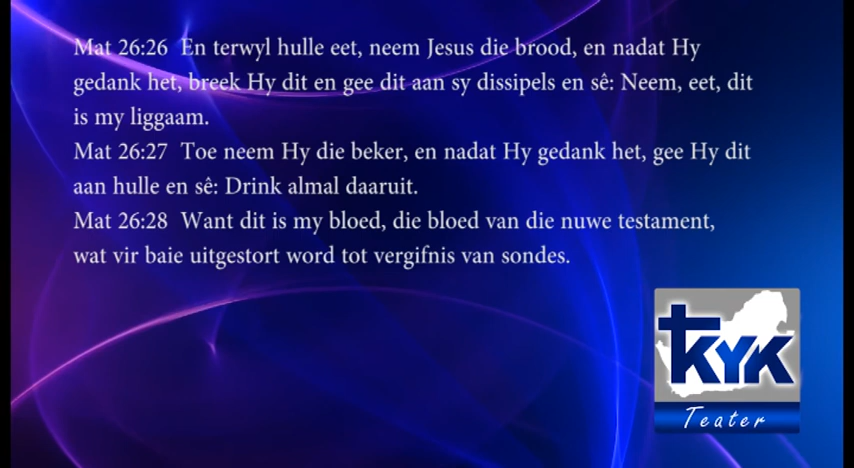 Mat 26:26 En terwyl hulle eet, neem Jesus die brood, en nadat Hy
gedank het, breek Hy dit en gee dit aan sy dissipels en sê: Neem, eet, dit
is my liggaam.
Mat 26:27 Toe neem Hy die beker, en nadat Hy gedank het, gee Hy dit
aan hulle en sê: Drink almal daaruit.
Mat 26:28 Want dit is my bloed, die bloed van die nuwe testament,
wat vir baie uitgestort word tot vergifnis van sondes.
KYK
Teater